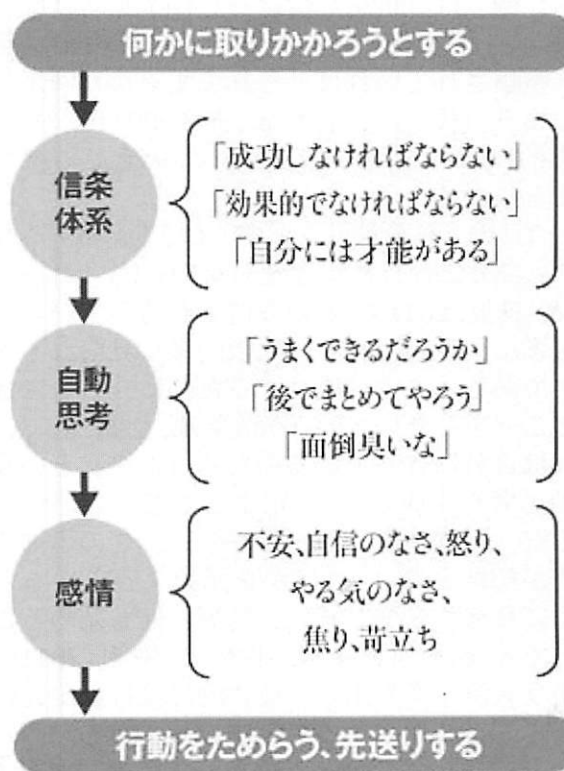 何かに取りかかろうとする
信条
体系
「成功しなければならない」
「効果的でなければならない」
「自分には才能がある」
自動
思考
「うまくできるだろうか」
「後でまとめてやろう」
「面倒臭いな」
感情
不安、自信のなさ、怒り、
やる気のなさ、
焦り、苛立ち
行動をためらう、先送りする